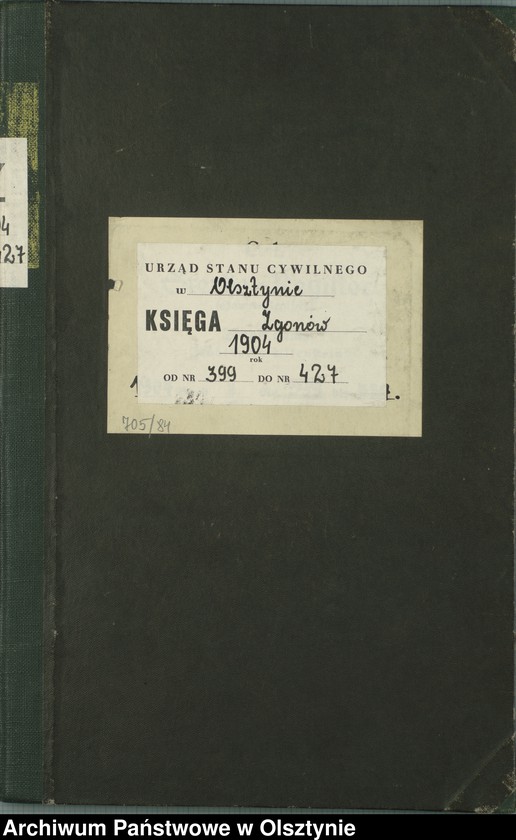 4
427
URZĄD STANU CYWILNEGO
w Olsztynie
KSIĘGA Zgonów
1904
rok
OD NR 399 DO NR 427
705/84
Archiwum Państwowe w Olsztynie